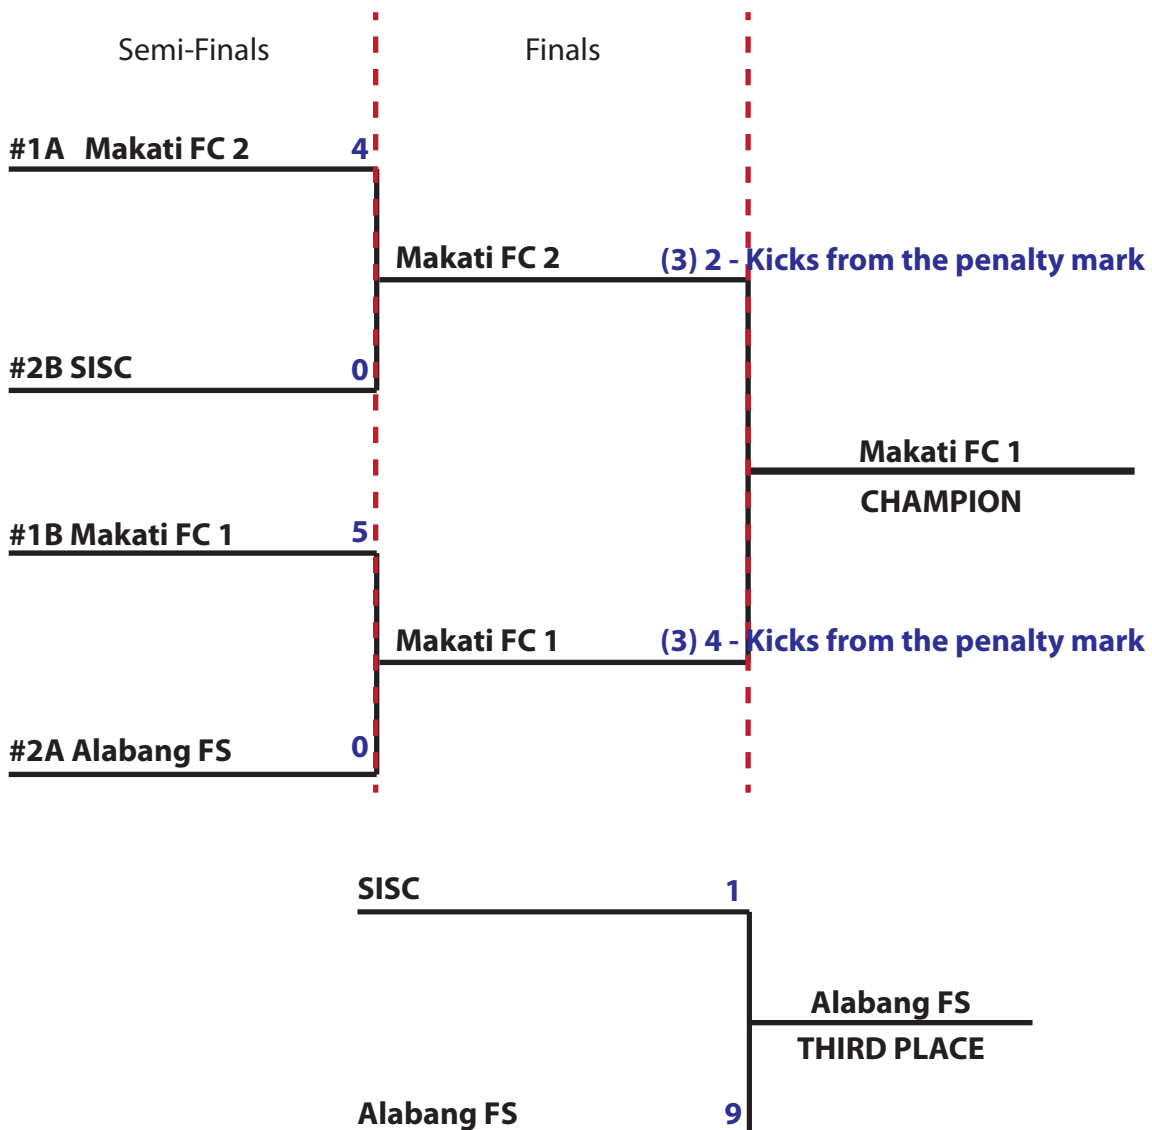 Semi-Finals
Finals
#1A Makati FC 2 4
Makati FC 2 (3) 2 - Kicks from the penalty mark
#2B SISC 0
Makati FC 1
CHAMPION
#1B Makati FC 1 5
Makati FC 1 (3) 4 - Kicks from the penalty mark
#2A Alabang FS 0
SISC 1
Alabang FS
THIRD PLACE
Alabang FS 9